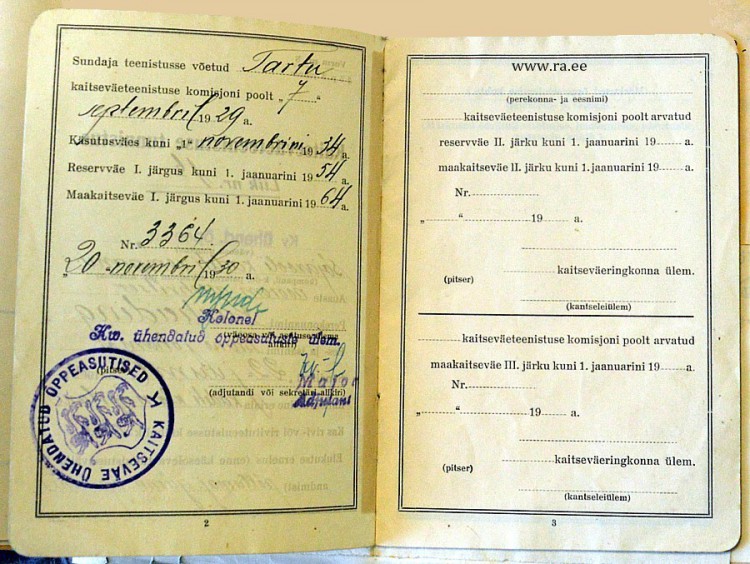 Sundaja teenistusse võetud Tartu
kaitseväeteenistuse komisjoni poolt „7“
septembril 1929 a.
Kasutusväes kuni „1“ novembrini 1934 a.
Reservväe I. järgus kuni 1. jaanuarini 1954 a.
Maakaitseväe I. järgus kuni 1. jaanuarini 1964 a.
Nr. 3364.
„20 novembril 1930 a.
Kolonel
Kw. ühendatud õppeasutuste ülem.
allkiri)
(pitser)
Major
(adjutandi või sekretäri allkiri)
Adjutant
KAITSEVÄE ÜHENDATUD ÕPPEASUTISED
2
www.ra.ee
(perekonna- ja eesnimi)
kaitseväeteenistuse komisjoni poolt arvatud
reservväe II. järku kuni 1. jaanuarini 19 a.
maakaitseväe II. järku kuni 1. jaanuarini 19 a.
Nr.
„ “ 19 a.
kaitseväeringkonna ülem.
(pitser)
(kantseleiülem)
kaitseväeteenistuse komisjoni poolt arvatud
maakaitseväe III. järku kuni 1. jaanuarini 19 a.
Nr.
„ “ 19 a.
kaitseväeringkonna ülem.
(pitser)
(kantseleiülem)
3